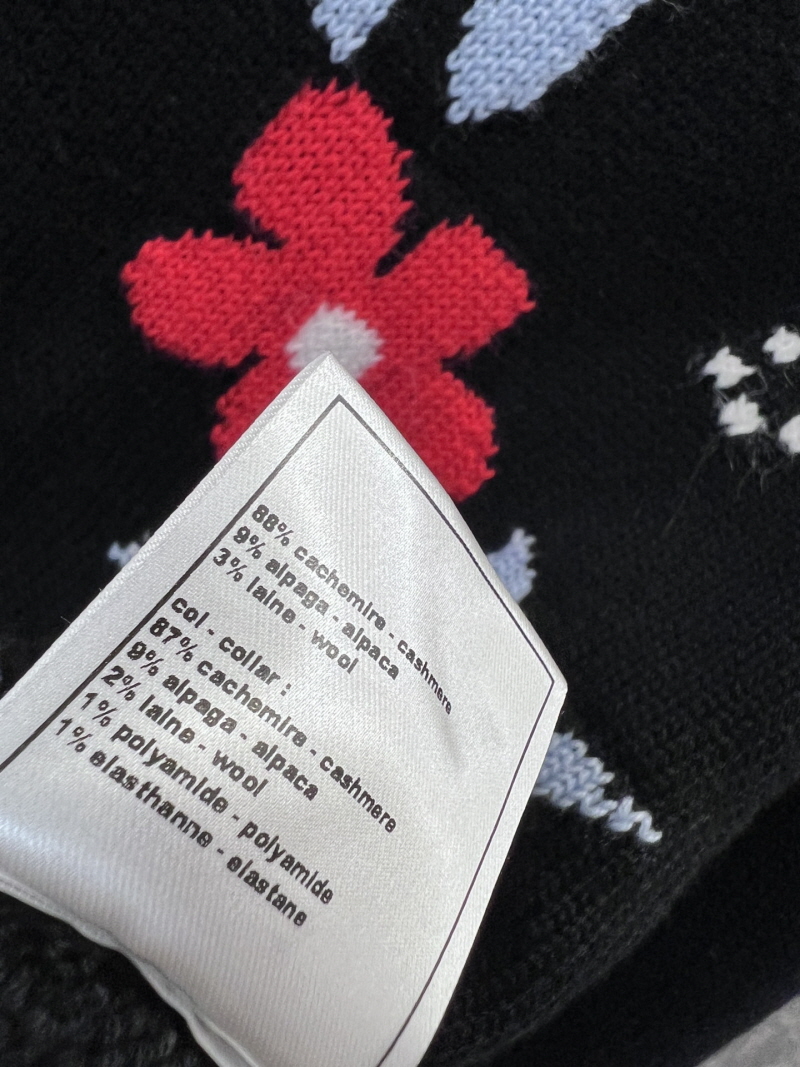 88% cachemire - cashmere
9% alpaga - alpaca
3% laine - wool
col - collar :
87% cachemire - cashmere
9% alpaga - alpaca
2% laine - wool
1% polyamide - polyamide
1% elasthanne - elastane